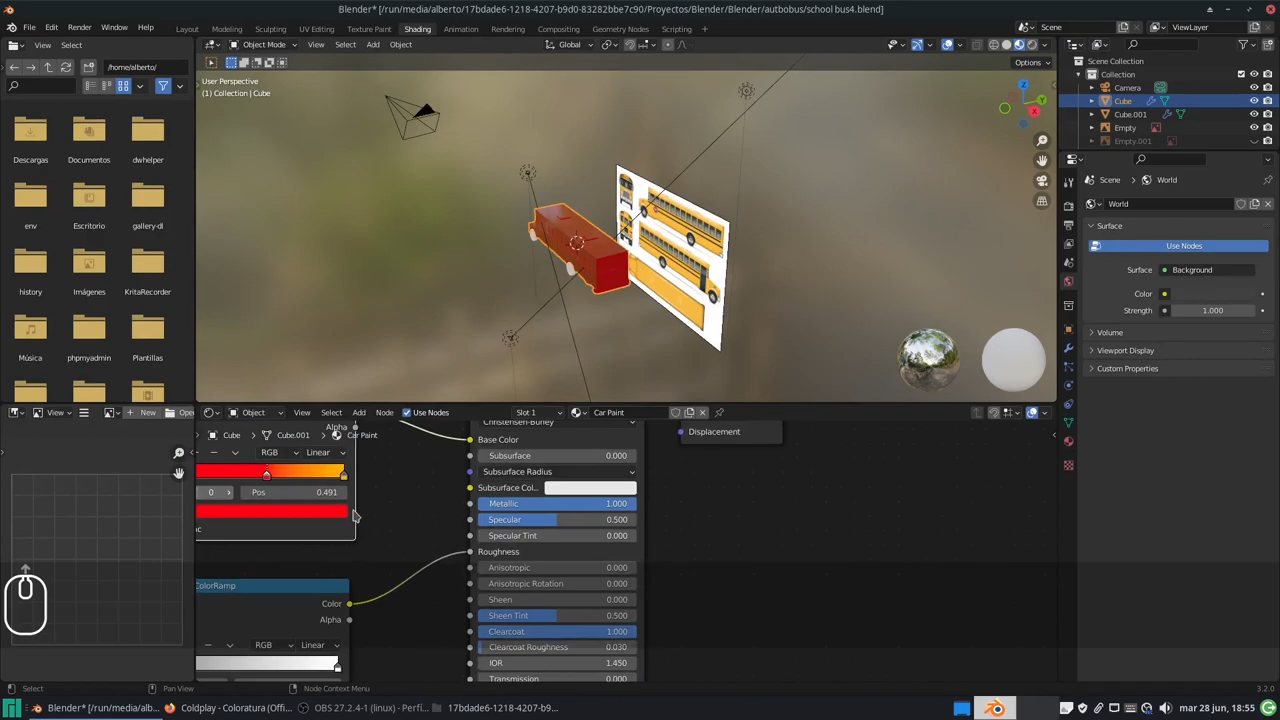 Blender* [/run/media/alberto/17bdade6-1218-4207-b9d0-83282bbe7c90/Proyectos/Blender/Blender/autbobus/school bus4.blend]
File Edit Render Window Help Layout Modeling Sculpting UV Editing Texture Paint Shading Animation Rendering Compositing Geometry Nodes Scripting +
Scene ViewLayer
View Select
Object Mode View Select Add Object Global
/home/alberto/
Options
Descargas Documentos dwhelper
env Escritorio gallery-dl
history Imágenes KritaRecorder
Música phpmyadmin Plantillas
User Perspective
(1) Collection | Cube
Scene Collection
Collection
Camera
Cube
Cube.001
Empty
Empty.001
Scene World
World
Surface
Use Nodes
Surface Background
Color
Strength 1.000
Volume
Viewport Display
Custom Properties
View New Open
Object View Select Add Node Use Nodes Slot 1 Car Paint
Cube Cube.001 Car Paint
Alpha
RGB Linear
0 Pos 0.491
ColorRamp
Color
Alpha
RGB Linear
Christensen-Burley
Base Color
Subsurface 0.000
Subsurface Radius
Subsurface Col...
Metallic 1.000
Specular 0.500
Specular Tint 0.000
Roughness
Anisotropic 0.000
Anisotropic Rotation 0.000
Sheen 0.000
Sheen Tint 0.500
Clearcoat 1.000
Clearcoat Roughness 0.030
IOR 1.450
Transmission 0.000
Displacement
Select Pan View Node Context Menu 3.2.0
Blender* [/run/media/al... Coldplay - Coloratura (Ofi... OBS 27.2.4-1 (linux) - Perfi... 17bdade6-1218-4207-b9... mar 28 jun, 18:55